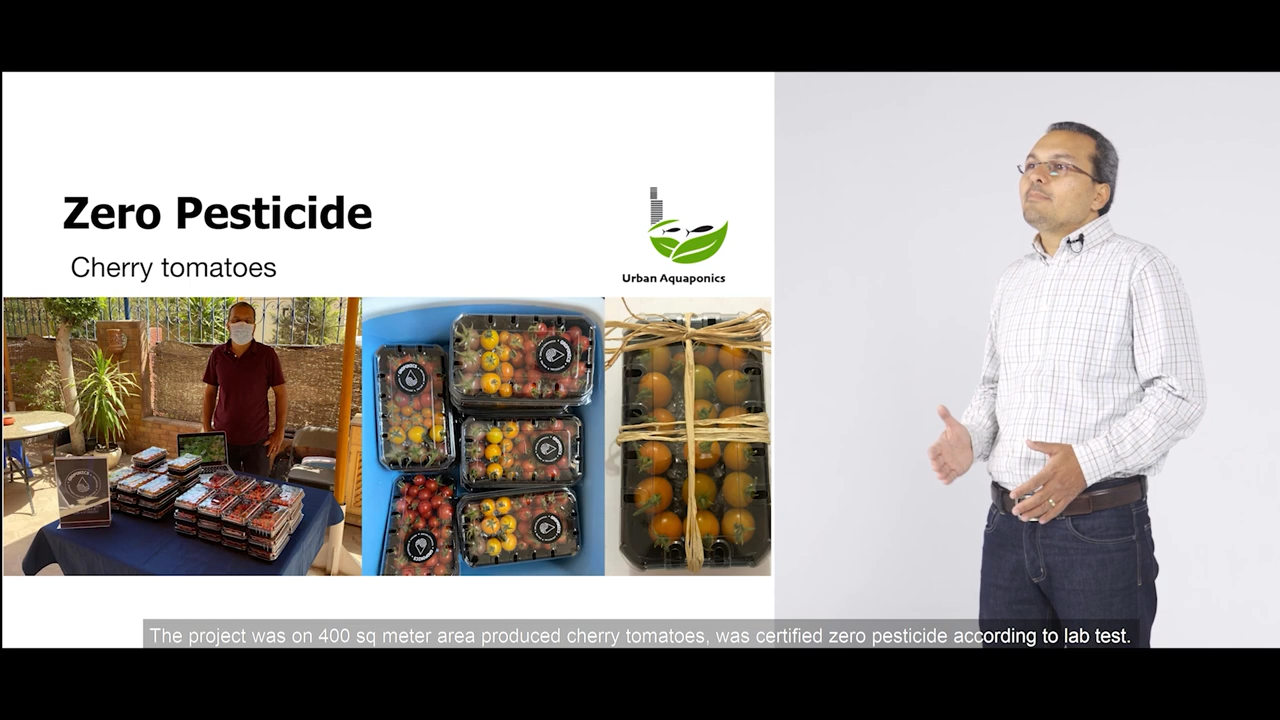 Zero Pesticide
Cherry tomatoes
Urban Aquaponics
The project was on 400 sq meter area produced cherry tomatoes, was certified zero pesticide according to lab test.